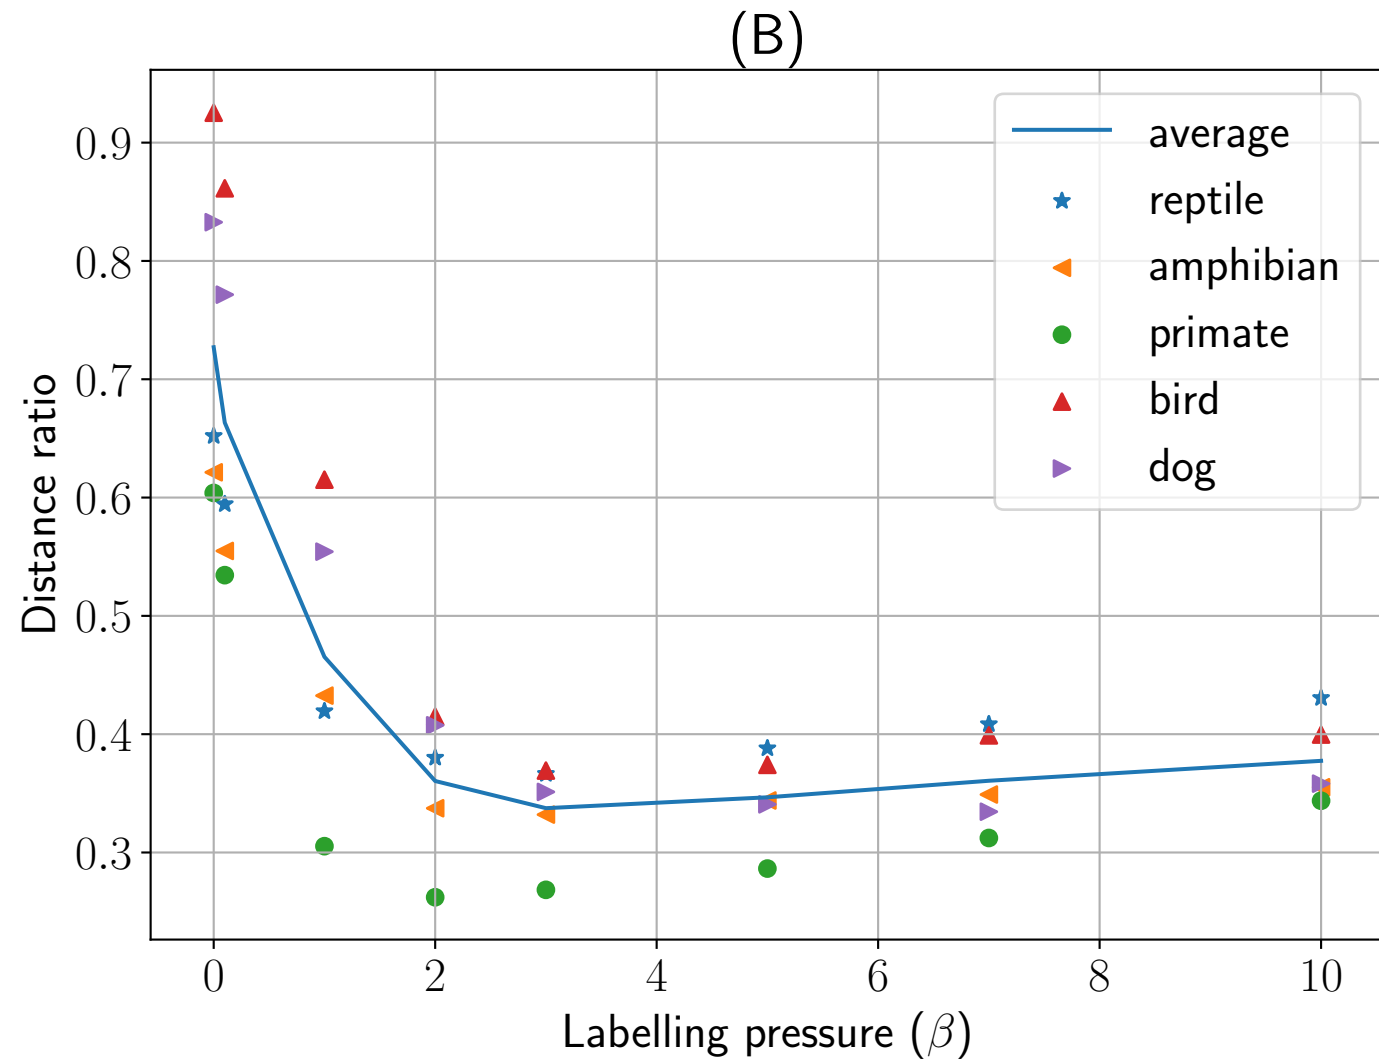 (B)
0.9
0.8
0.7
0.6
0.5
0.4
0.3
Distance ratio
average
reptile
amphibian
primate
bird
dog
0 2 4 6 8 10
Labelling pressure (β)